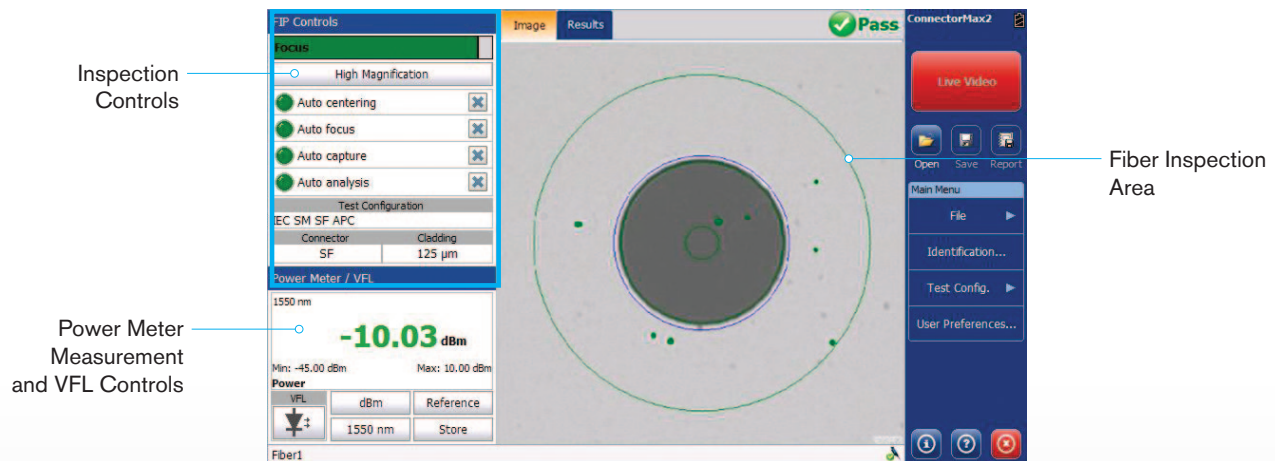 Inspection
Controls
Power Meter
Measurement
and VFL Controls
FIP Controls
Focus
High Magnification
Auto centering
Auto focus
Auto capture
Auto analysis
Test Configuration
IEC SM SF APC
Connector Cladding
SF 125 µm
Power Meter / VFL
1550 nm
-10.03 dBm
Min: -45.00 dBm Max: 10.00 dBm
Power
VFL
dBm Reference
1550 nm Store
Fiber1
Image Results
Pass
ConnectorMax2
Live Video
Open Save Report
Main Menu
File
Identification...
Test Config.
User Preferences...
Fiber Inspection
Area